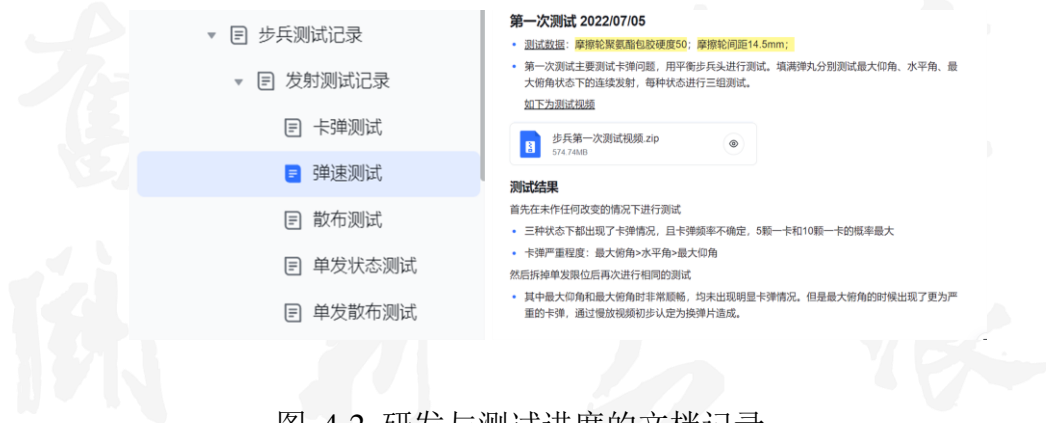 步兵测试记录
发射测试记录
卡弹测试
弹速测试
散布测试
单发状态测试
单发散布测试
第一次测试 2022/07/05
• 测试数据：摩擦轮聚氨酯包胶硬度50；摩擦轮间距14.5mm；
• 第一次测试主要测试卡弹问题，用平衡步兵头进行测试。填满弹丸分别测试最大仰角、水平角、最
大俯角状态下的连续发射，每种状态进行三组测试。
如下为测试视频
步兵第一次测试视频.zip
574.74MB
测试结果
首先在未作任何改变的情况下进行测试
• 三种状态下都出现了卡弹情况，且卡弹频率不确定，5颗一卡和10颗一卡的概率最大
• 卡弹严重程度：最大俯角>水平角>最大仰角
然后拆掉单发限位后再次进行相同的测试
• 其中最大仰角和最大俯角时非常顺畅，均未出现明显卡弹情况。但是最大俯角的时候出现了更为严
重的卡弹，通过慢放视频初步认定为换弹片造成。
图 4-2 研发与测试进度的文档记录